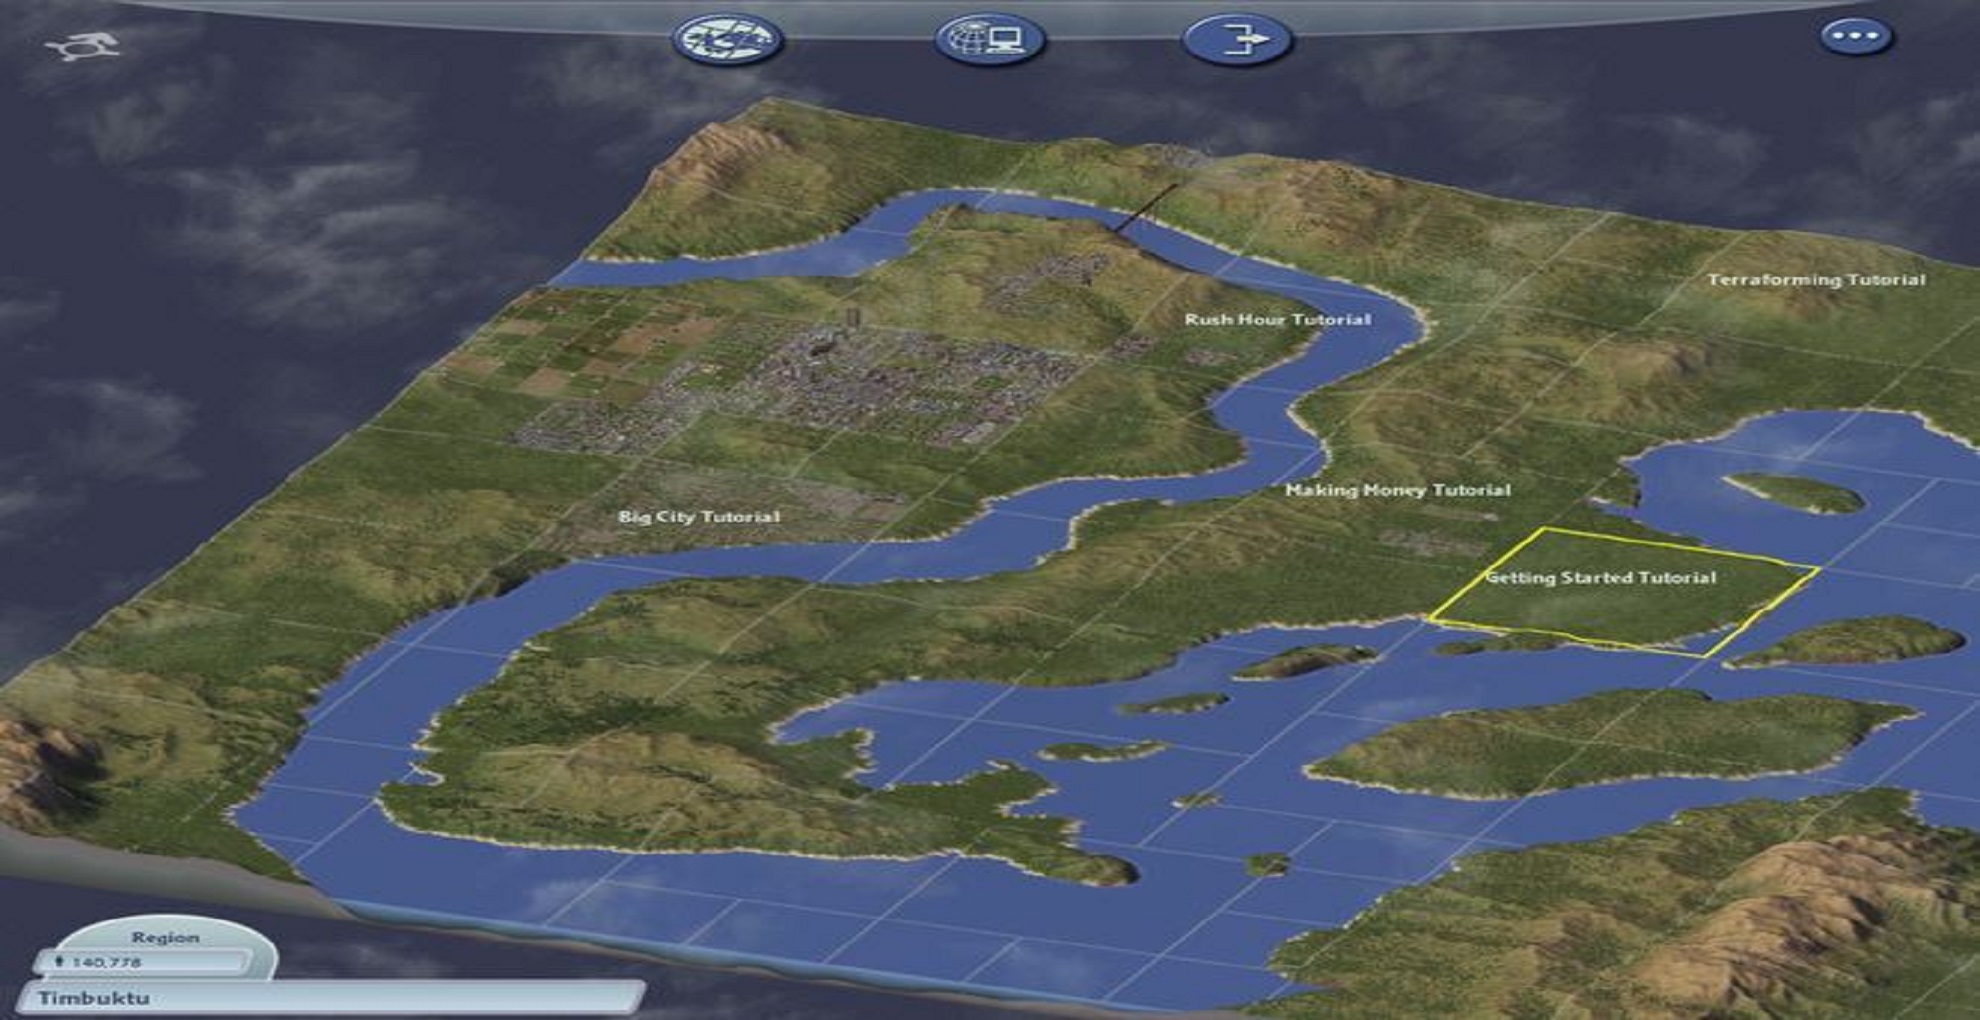 Terraforming Tutorial
Rush Hour Tutorial
Making Money Tutorial
Big City Tutorial
Getting Started Tutorial
Region
140,778
Timbuktu